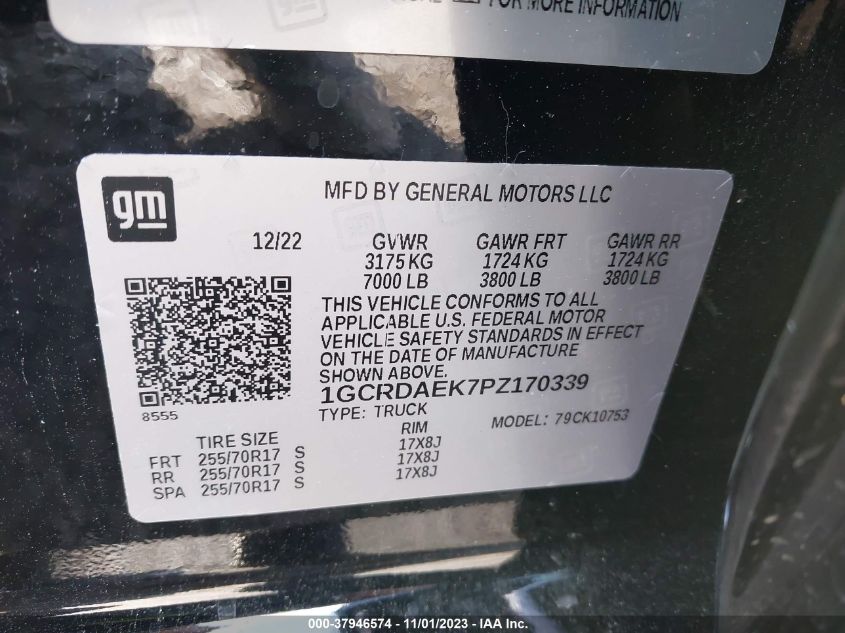 FOR MORE INFORMATION
gm
MFD BY GENERAL MOTORS LLC
12/22 GVWR GAWR FRT GAWR RR
3175 KG 1724 KG 1724 KG
7000 LB 3800 LB 3800 LB
THIS VEHICLE CONFORMS TO ALL
APPLICABLE U.S. FEDERAL MOTOR
VEHICLE SAFETY STANDARDS IN EFFECT
ON THE DATE OF MANUFACTURE
SHOWN ABOVE.
1GCRDAEK7PZ170339
8555
TYPE: TRUCK MODEL: 79CK10753
TIRE SIZE RIM
FRT 255/70R17 S 17X8J
RR 255/70R17 S 17X8J
SPA 255/70R17 S 17X8J
000-37946574 - 11/01/2023 - IAA Inc.